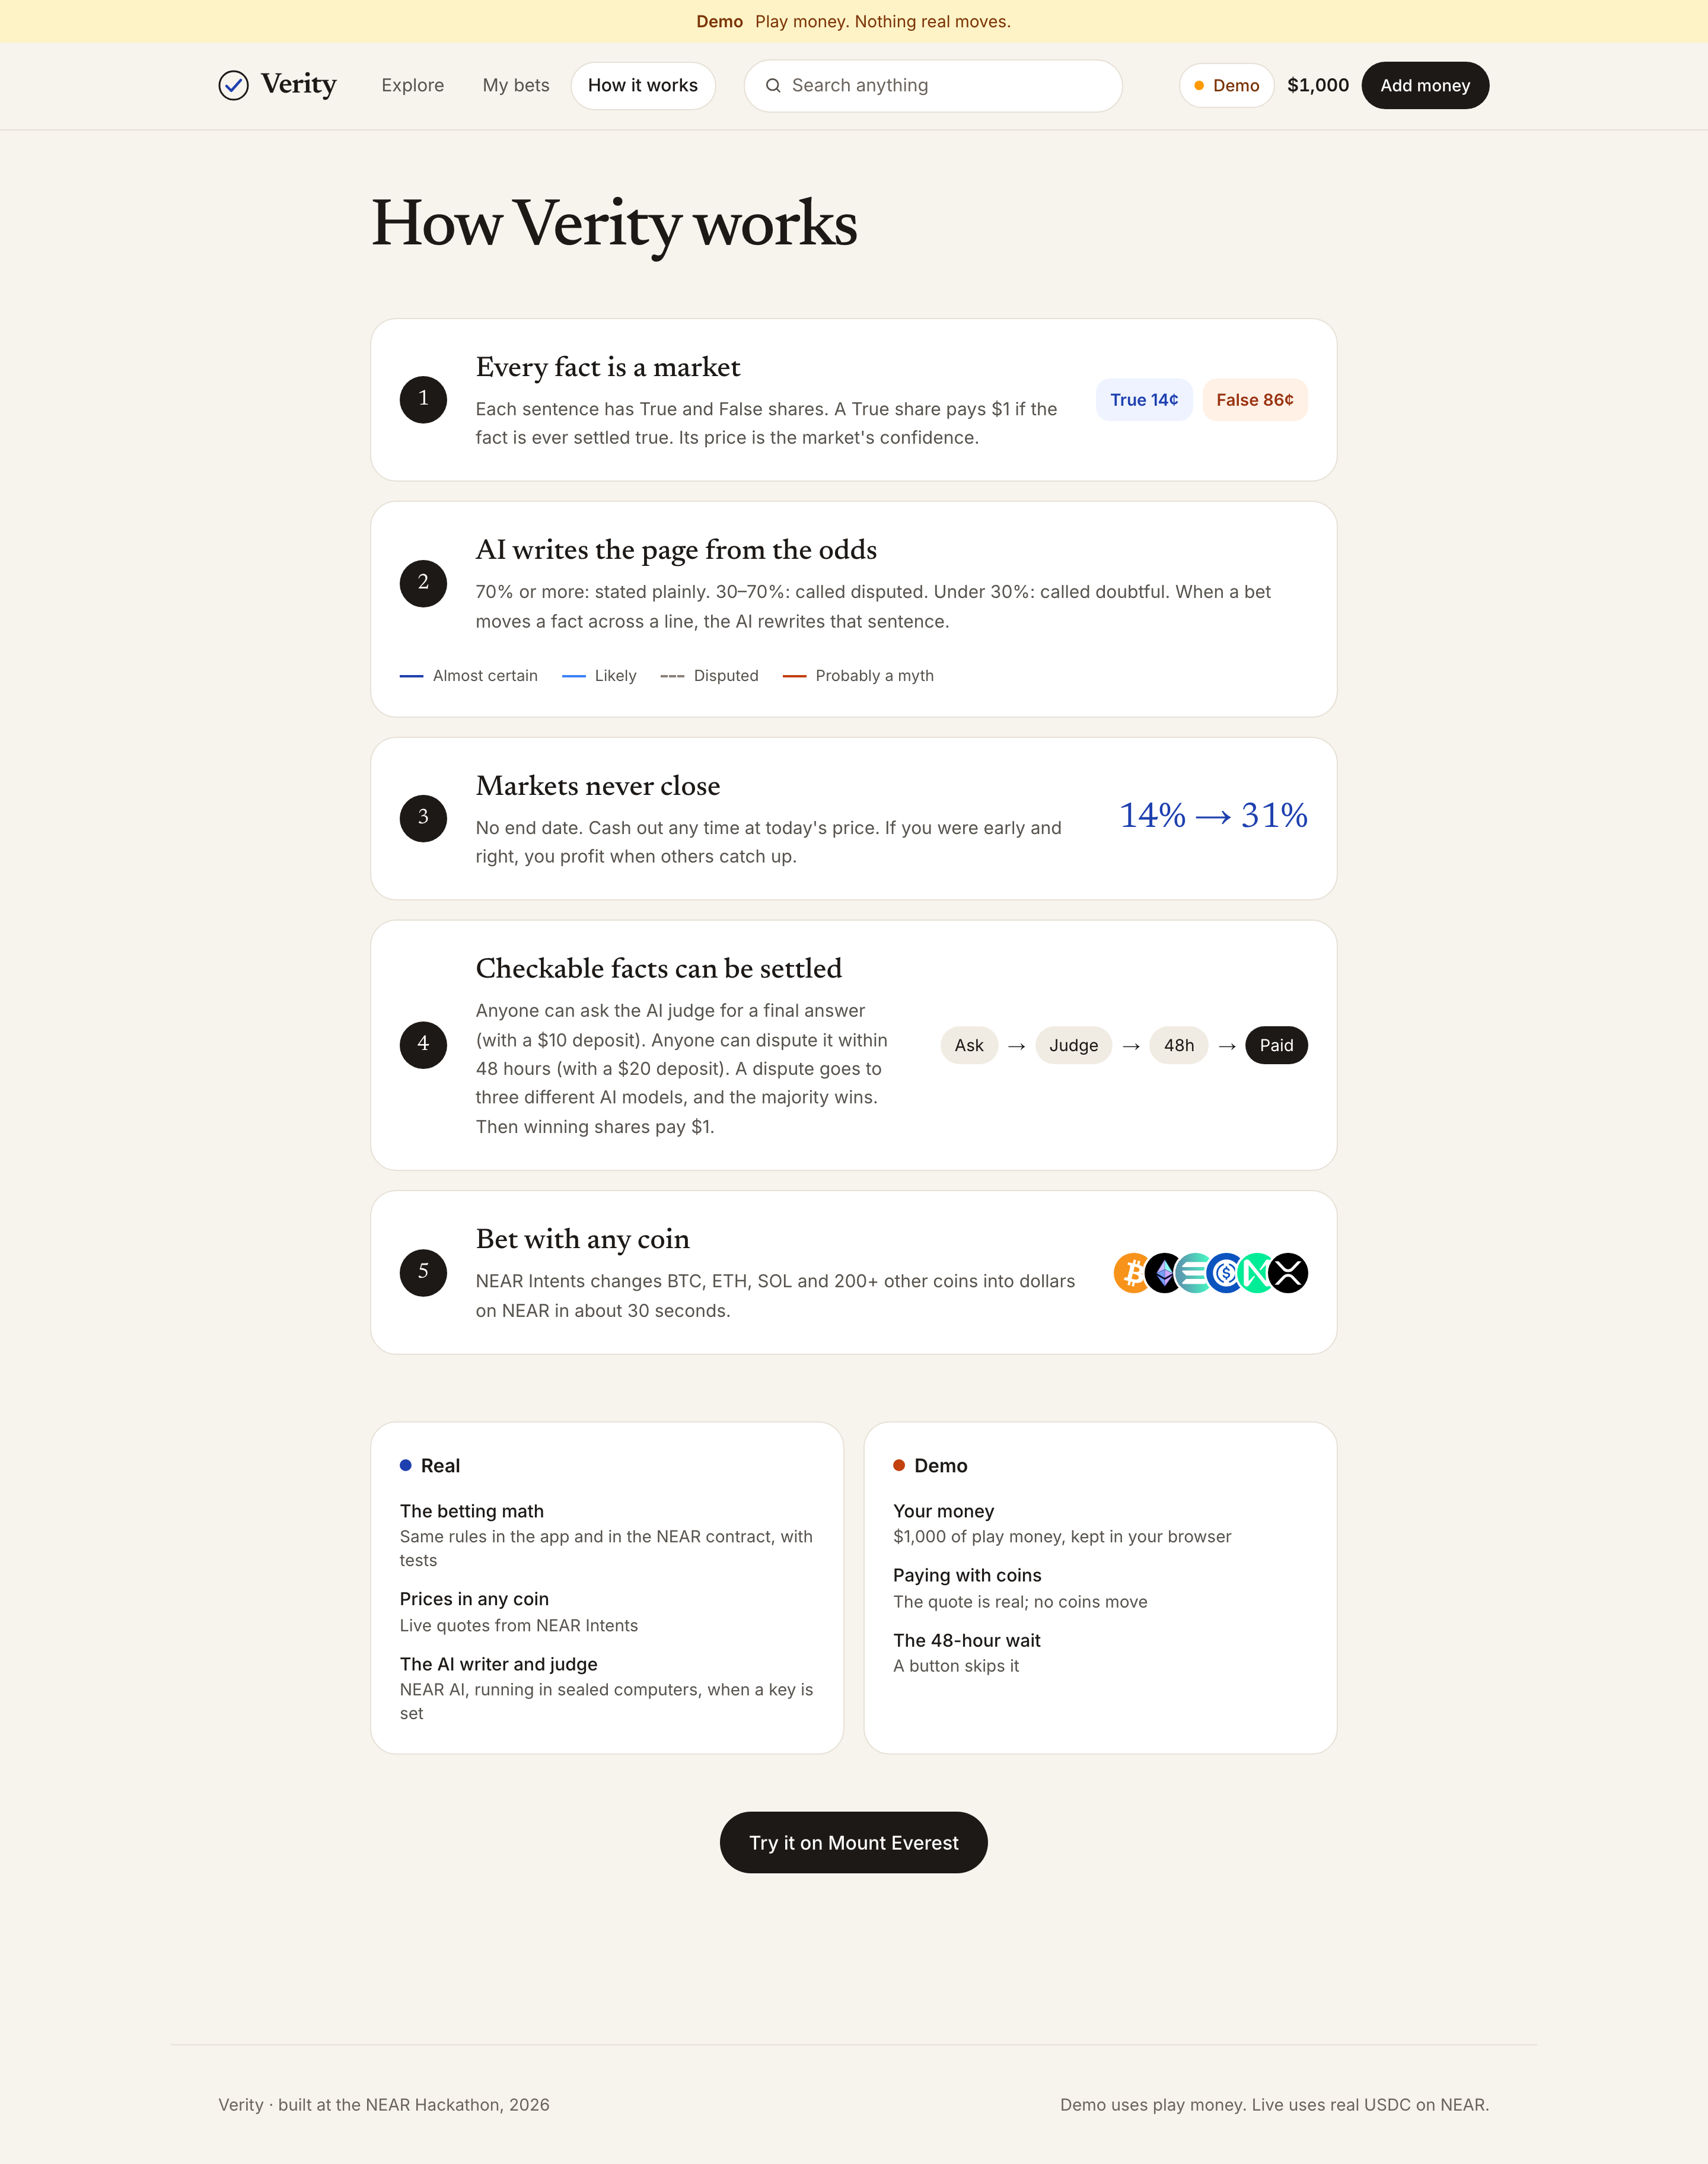 Demo Play money. Nothing real moves.
Verity Explore My bets How it works Search anything Demo $1,000 Add money
How Verity works
1
Every fact is a market
Each sentence has True and False shares. A True share pays $1 if the
fact is ever settled true. Its price is the market's confidence.
True 14¢ False 86¢
2
AI writes the page from the odds
70% or more: stated plainly. 30–70%: called disputed. Under 30%: called doubtful. When a bet
moves a fact across a line, the AI rewrites that sentence.
Almost certain Likely Disputed Probably a myth
3
Markets never close
No end date. Cash out any time at today's price. If you were early and
right, you profit when others catch up.
14% → 31%
4
Checkable facts can be settled
Anyone can ask the AI judge for a final answer
(with a $10 deposit). Anyone can dispute it within
48 hours (with a $20 deposit). A dispute goes to
three different AI models, and the majority wins.
Then winning shares pay $1.
Ask → Judge → 48h → Paid
5
Bet with any coin
NEAR Intents changes BTC, ETH, SOL and 200+ other coins into dollars
on NEAR in about 30 seconds.
Real
The betting math
Same rules in the app and in the NEAR contract, with
tests
Prices in any coin
Live quotes from NEAR Intents
The AI writer and judge
NEAR AI, running in sealed computers, when a key is
set
Demo
Your money
$1,000 of play money, kept in your browser
Paying with coins
The quote is real; no coins move
The 48-hour wait
A button skips it
Try it on Mount Everest
Verity · built at the NEAR Hackathon, 2026
Demo uses play money. Live uses real USDC on NEAR.